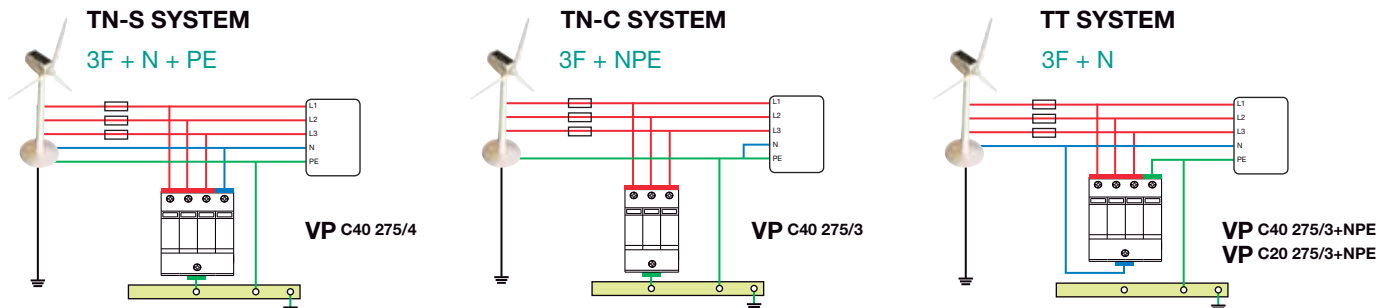 TN-S SYSTEM
3F + N + PE
L1
L2
L3
N
PE
VP C40 275/4
TN-C SYSTEM
3F + NPE
L1
L2
L3
N
PE
VP C40 275/3
TT SYSTEM
3F + N
L1
L2
L3
N
PE
VP C40 275/3+NPE
VP C20 275/3+NPE